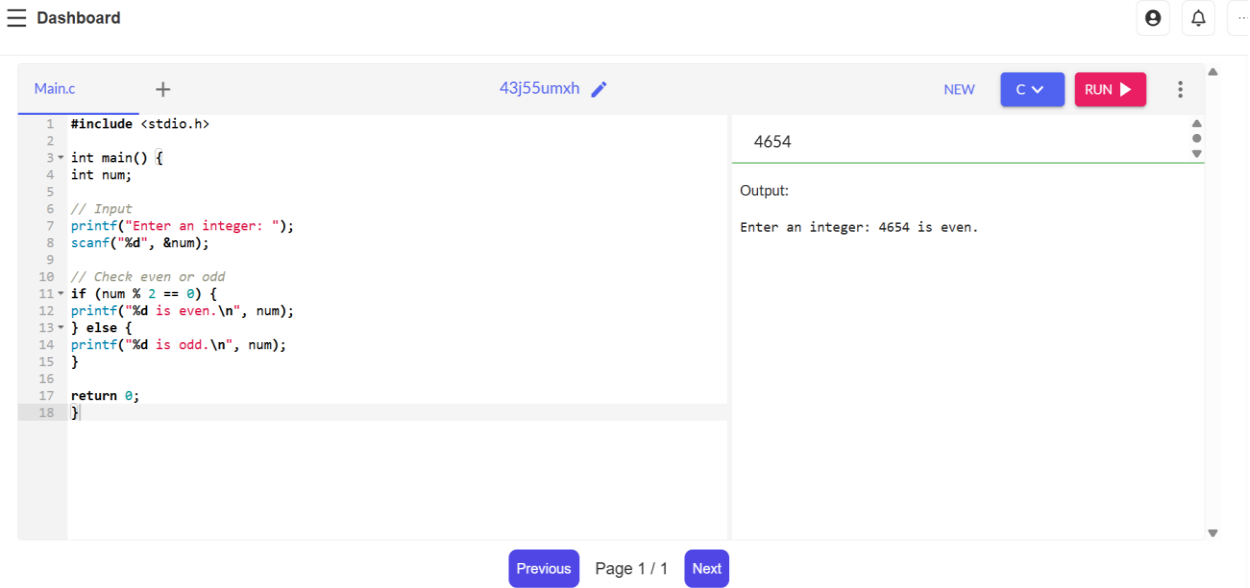 Dashboard
Main.c + 43j55umxh NEW C RUN
1 #include <stdio.h>
2
3 int main() {
4 int num;
5
6 // Input
7 printf("Enter an integer: ");
8 scanf("%d", &num);
9
10 // Check even or odd
11 if (num % 2 == 0) {
12 printf("%d is even.\n", num);
13 } else {
14 printf("%d is odd.\n", num);
15 }
16
17 return 0;
18 }
4654
Output:
Enter an integer: 4654 is even.
Previous Page 1 / 1 Next